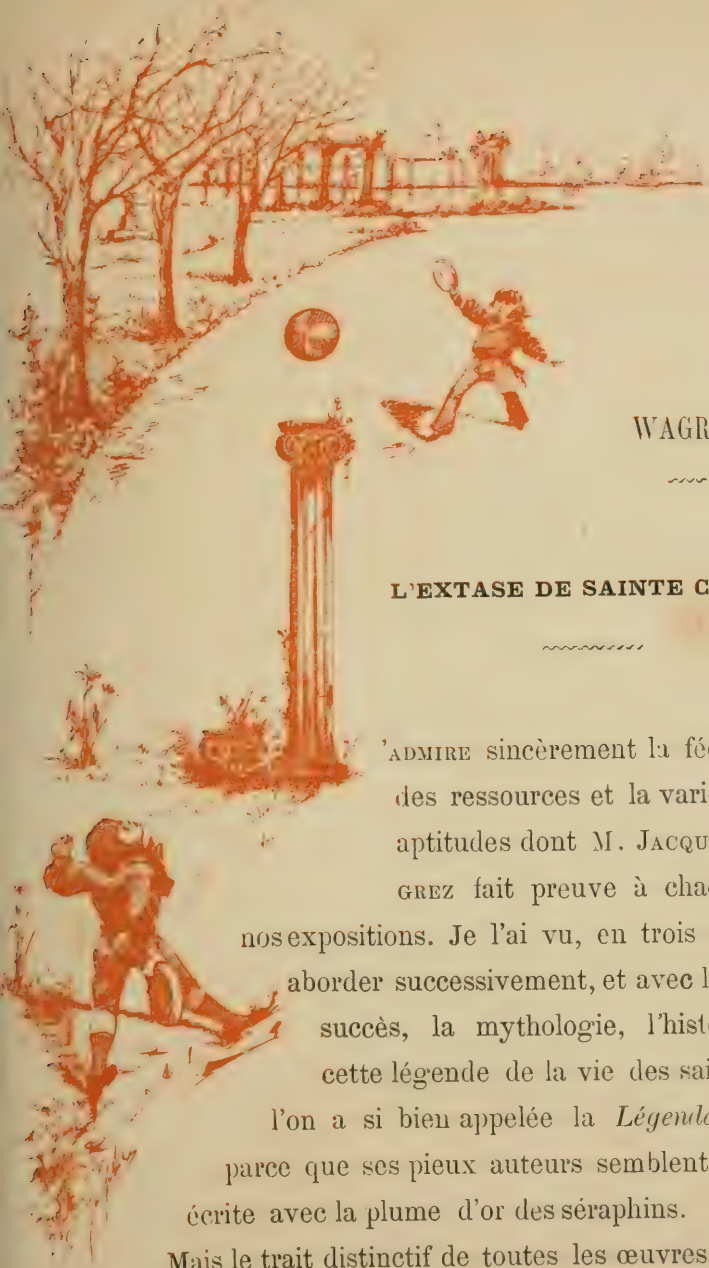 WAGR
L'EXTASE DE SAINTE C
'ADMIRE sincèrement la fé
des ressources et la vari
aptitudes dont M. JACQU
GREZ fait preuve à cha
nos expositions. Je l'ai vu, en trois
aborder successivement, et avec l
succès, la mythologie, l'hist
cette légende de la vie des sai
l'on a si bien appelée la Légende
parce que ses pieux auteurs semblent
écrite avec la plume d'or des séraphins.
Mais le trait distinctif de toutes les œuvres